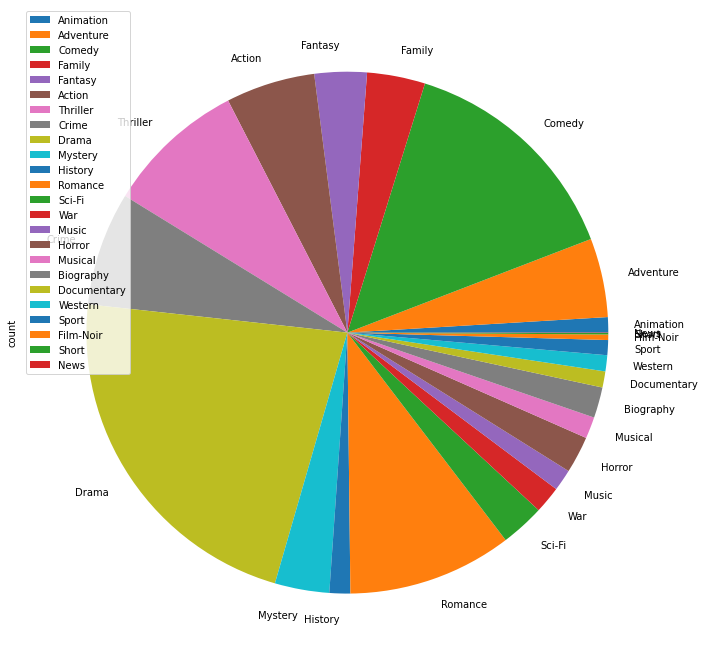 Animation
Adventure
Comedy
Family
Fantasy
Action
Thriller
Crime
Drama
Mystery
History
Romance
Sci-Fi
War
Music
Horror
Musical
Biography
Documentary
Western
Sport
Film-Noir
Short
News
count
Fantasy
Family
Action
Comedy
Thriller
Crime
Adventure
Animation
News
Film-Noir
Sport
Western
Documentary
Biography
Musical
Horror
Music
War
Sci-Fi
Romance
History
Mystery
Drama